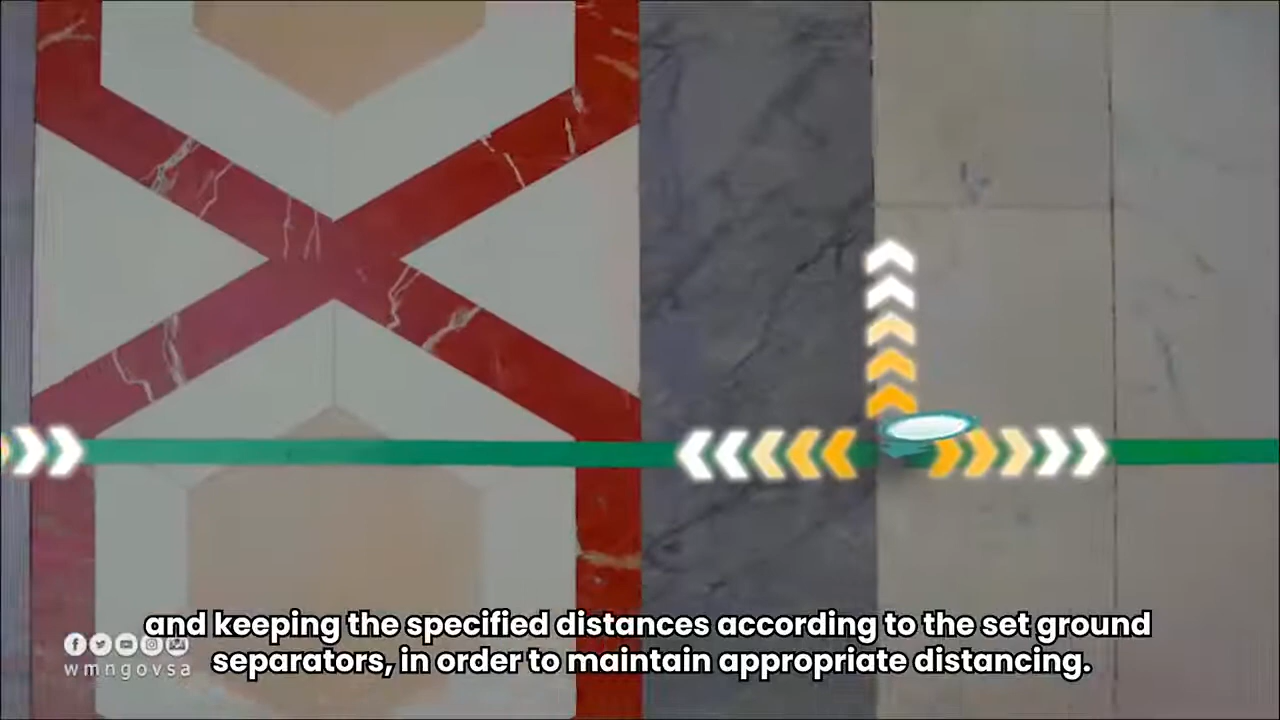 and keeping the specified distances according to the set ground
separators, in order to maintain appropriate distancing.
wmngovsa